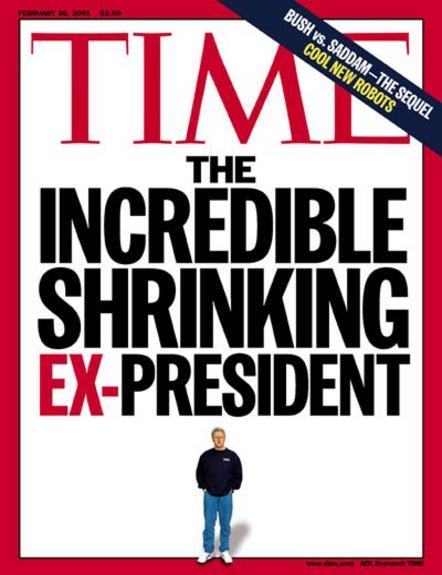 FEBRUARY 26, 2001 $3.50
BUSH vs. SADDAM—THE SEQUEL
COOL NEW ROBOTS
TIME
THE
INCREDIBLE
SHRINKING
EX-PRESIDENT
www.time.com AOL Keyword: TIME